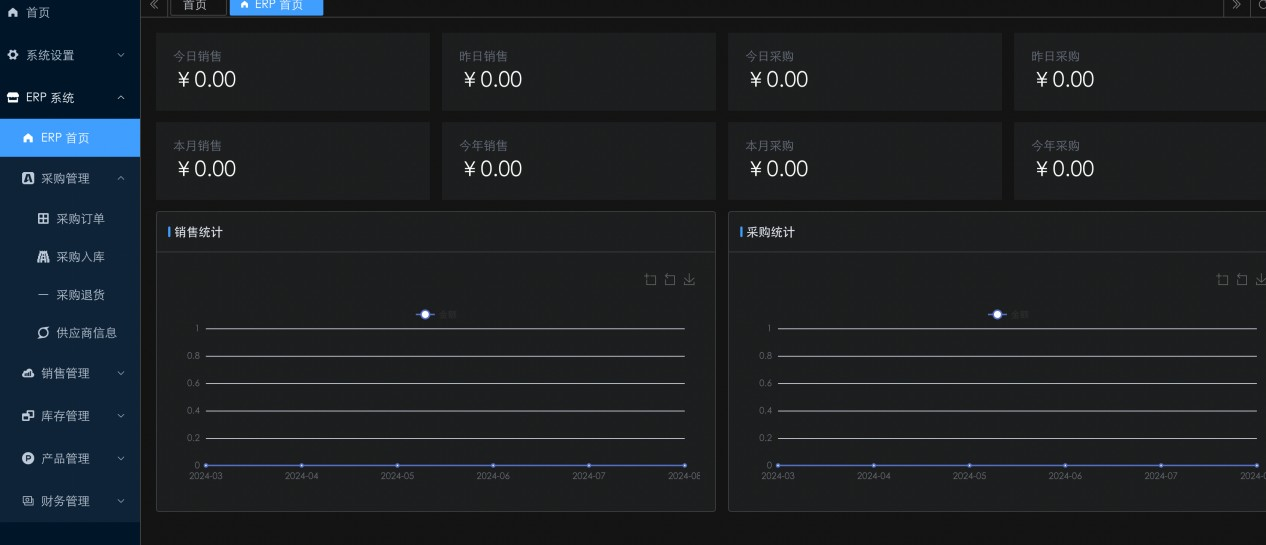 首页
系统设置
ERP 系统
ERP 首页
采购管理
采购订单
采购入库
采购退货
供应商信息
销售管理
库存管理
产品管理
财务管理
首页
ERP 首页
今日销售
￥0.00
昨日销售
￥0.00
今日采购
￥0.00
昨日采购
￥0.00
本月销售
￥0.00
今年销售
￥0.00
本月采购
￥0.00
今年采购
￥0.00
销售统计
金额
1
0.8
0.6
0.4
0.2
0
2024-03
2024-04
2024-05
2024-06
2024-07
2024-08
采购统计
金额
1
0.8
0.6
0.4
0.2
0
2024-03
2024-04
2024-05
2024-06
2024-07